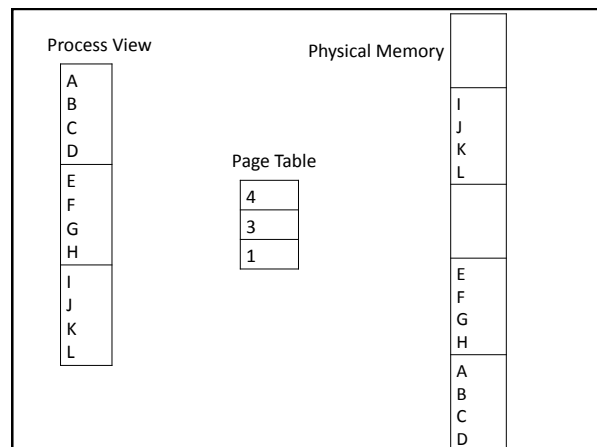 Process View
A
B
C
D
E
F
G
H
I
J
K
L
Page Table
4
3
1
Physical Memory
I
J
K
L
E
F
G
H
A
B
C
D